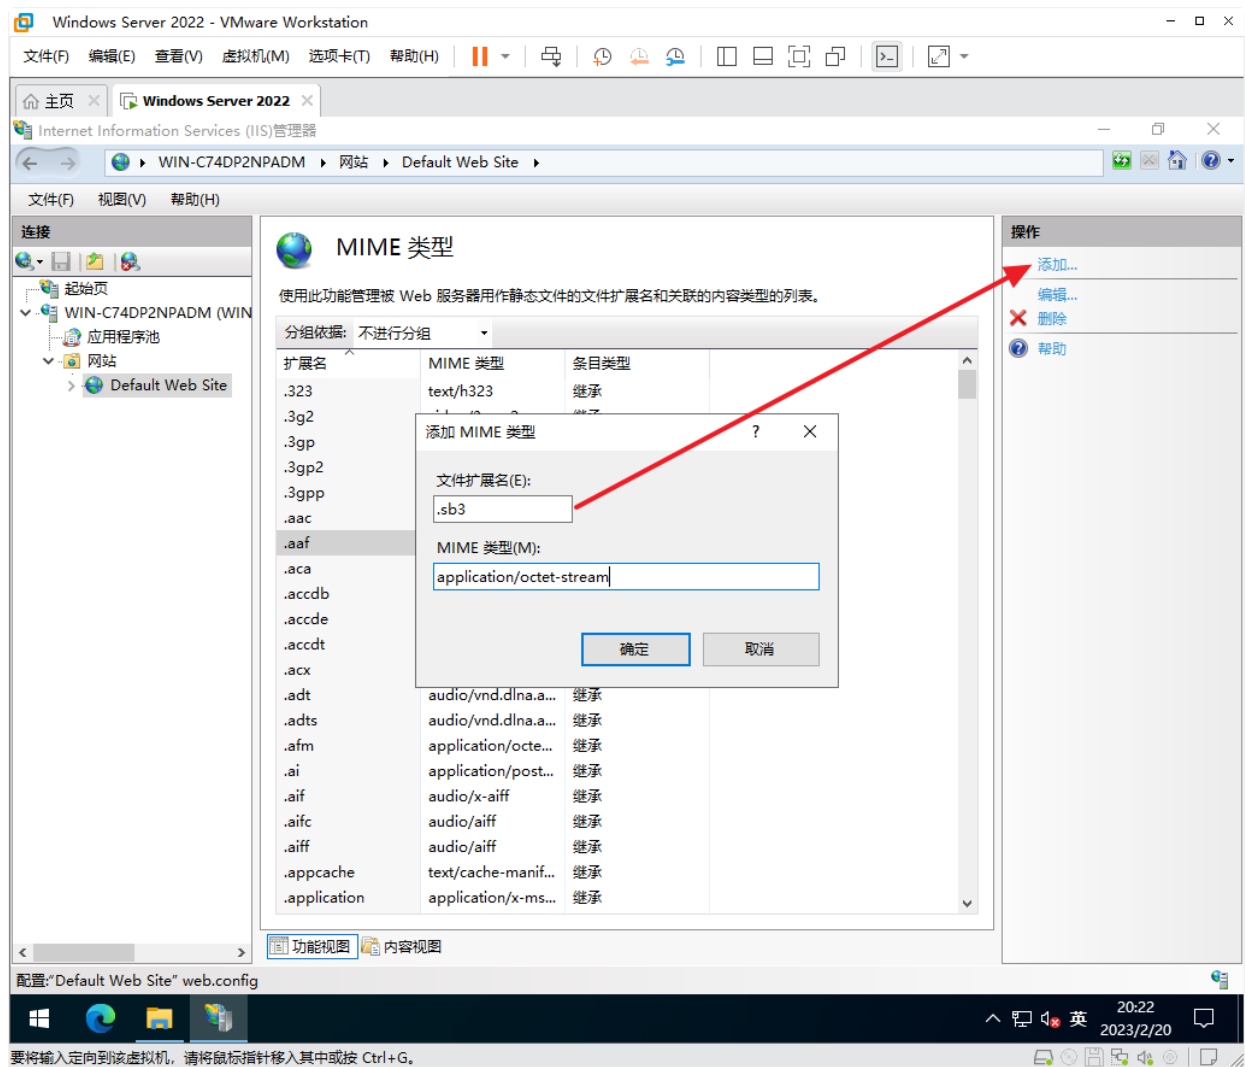 Windows Server 2022 - VMware Workstation
文件(F) 编辑(E) 查看(V) 虚拟机(M) 选项卡(T) 帮助(H)
主页 Windows Server 2022
Internet Information Services (IIS)管理器
WIN-C74DP2NPADM 网站 Default Web Site
文件(F) 视图(V) 帮助(H)
连接
起始页
WIN-C74DP2NPADM (WIN
应用程序池
网站
Default Web Site
MIME 类型
使用此功能管理被 Web 服务器用作静态文件的文件扩展名和关联的内容类型的列表。
分组依据: 不进行分组
扩展名 MIME 类型 条目类型
.323 text/h323 继承
.3g2
.3gp
.3gp2
.3gpp
.aac
.aaf
.aca
.accdb
.accde
.accdt
.acx
.adt audio/vnd.dlna.a... 继承
.adts audio/vnd.dlna.a... 继承
.afm application/octe... 继承
.ai application/post... 继承
.aif audio/x-aiff 继承
.aifc audio/aiff 继承
.aiff audio/aiff 继承
.appcache text/cache-manif... 继承
.application application/x-ms... 继承
添加 MIME 类型 ?
文件扩展名(E):
.sb3
MIME 类型(M):
application/octet-stream
确定 取消
功能视图 内容视图
操作
添加...
编辑...
删除
帮助
配置:“Default Web Site” web.config
英 20:22
2023/2/20
要将输入定向到该虚拟机，请将鼠标指针移入其中或按 Ctrl+G。